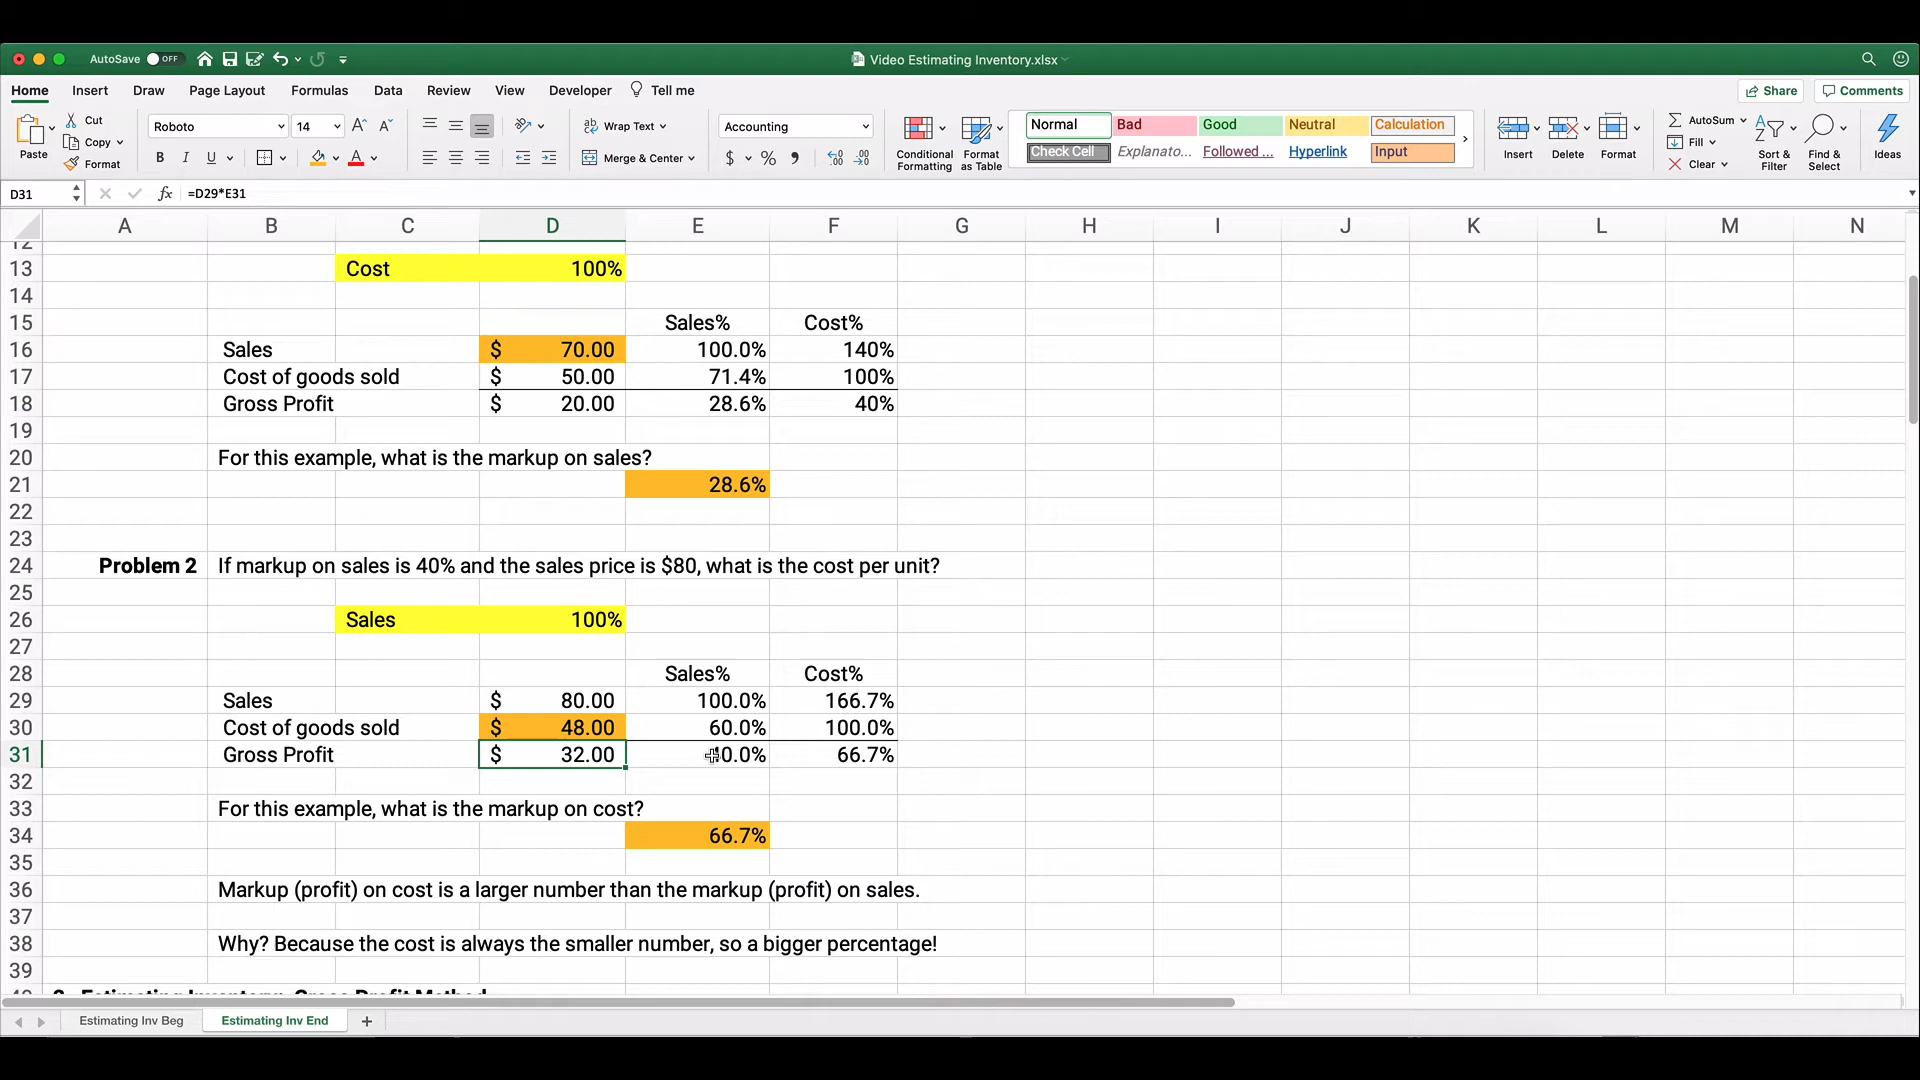 AutoSave OFF Video Estimating Inventory.xlsx
Home Insert Draw Page Layout Formulas Data Review View Developer Tell me Share Comments
Paste Cut Copy Format
Roboto 14 Wrap Text Merge & Center
B I U A
Accounting $ %
Conditional Formatting Format as Table
Normal Bad Good Neutral Calculation
Check Cell Explanato... Followed ... Hyperlink Input
Insert Delete Format
AutoSum Fill Clear
Sort & Filter Find & Select Ideas
D31 fx =D29*E31
A B C D E F G H I J K L M N
12
13 Cost 100%
14
15 Sales% Cost%
16 Sales $ 70.00 100.0% 140%
17 Cost of goods sold $ 50.00 71.4% 100%
18 Gross Profit $ 20.00 28.6% 40%
19
20 For this example, what is the markup on sales?
21 28.6%
22
23
24 Problem 2 If markup on sales is 40% and the sales price is $80, what is the cost per unit?
25
26 Sales 100%
27
28 Sales% Cost%
29 Sales $ 80.00 100.0% 166.7%
30 Cost of goods sold $ 48.00 60.0% 100.0%
31 Gross Profit $ 32.00 40.0% 66.7%
32
33 For this example, what is the markup on cost?
34 66.7%
35
36 Markup (profit) on cost is a larger number than the markup (profit) on sales.
37
38 Why? Because the cost is always the smaller number, so a bigger percentage!
39
Estimating Inventory: Gross Profit Method
Estimating Inv Beg Estimating Inv End +